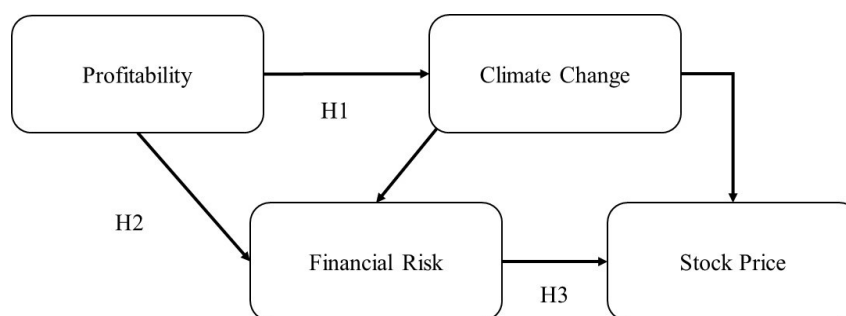 Profitability
Climate Change
H1
H2
Financial Risk
Stock Price
H3